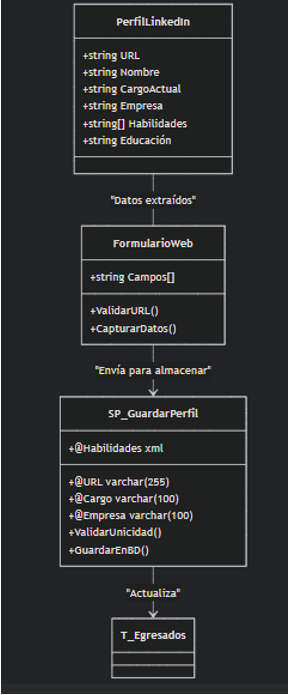 PerfilLinkedIn
+string URL
+string Nombre
+string CargoActual
+string Empresa
+string[] Habilidades
+string Educación
"Datos extraídos"
FormularioWeb
+string Campos[]
+ValidarURL()
+CapturarDatos()
"Envía para almacenar"
SP_GuardarPerfil
+@Habilidades xml
+@URL varchar(255)
+@Cargo varchar(100)
+@Empresa varchar(100)
+ValidarUnicidad()
+GuardarEnBD()
"Actualiza"
T_Egresados